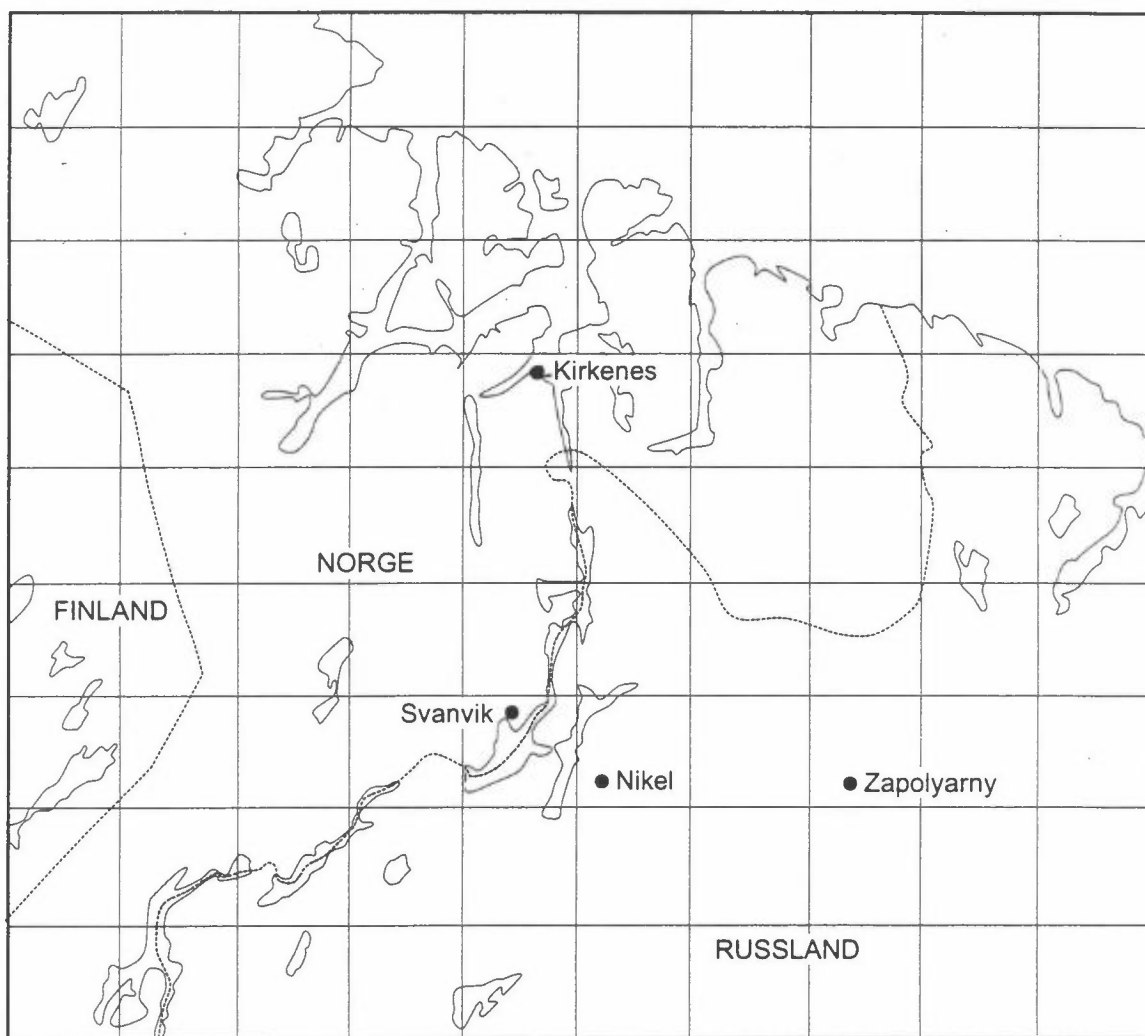 Kirkenes
NORGE
FINLAND
Svanvik
Nikel
Zapolyarny
RUSSLAND